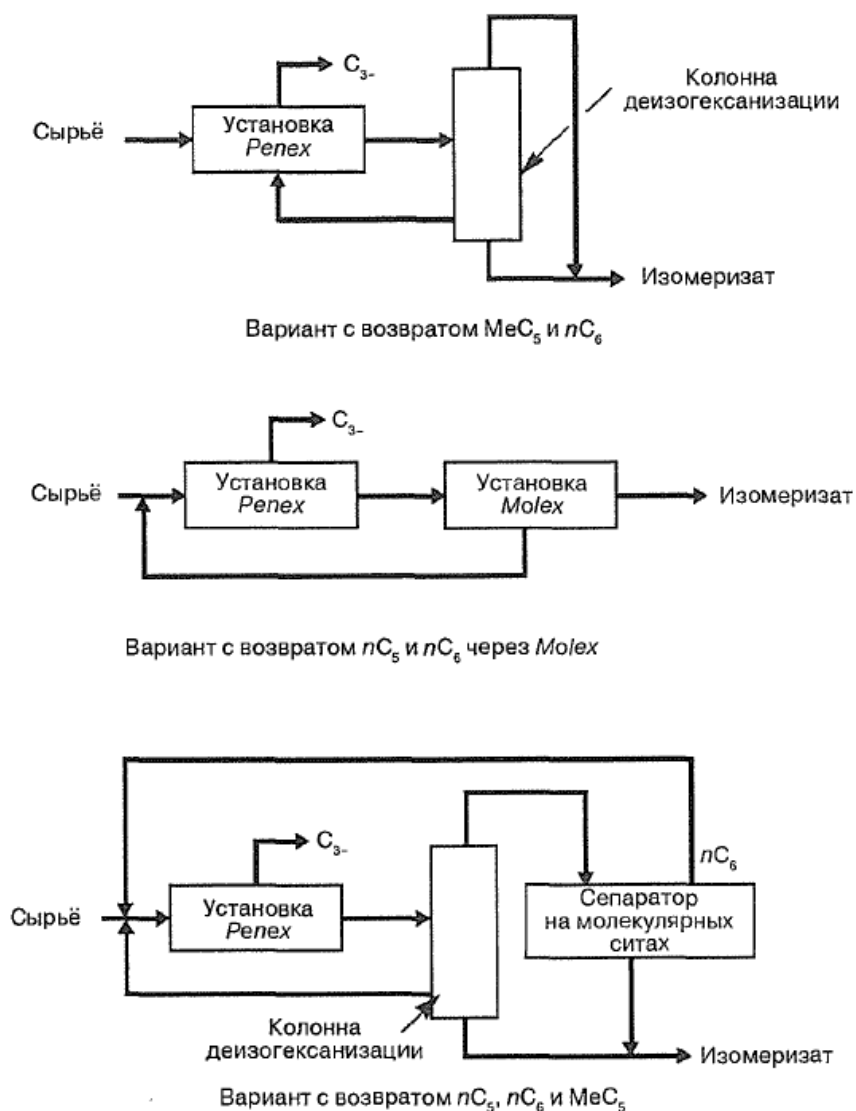 C₃₋
Колонна
деизогексанизации
Сырьё
Установка
Penex
Изомеризат
Вариант с возвратом MeC₅ и nC₆
C₃₋
Сырьё
Установка
Penex
Установка
Molex
Изомеризат
Вариант с возвратом nC₅ и nC₆ через Molex
C₃₋
nC₆
Сырьё
Установка
Penex
Сепаратор
на молекулярных
ситах
Колонна
деизогексанизации
Изомеризат
Вариант с возвратом nC₅, nC₆ и MeC₅